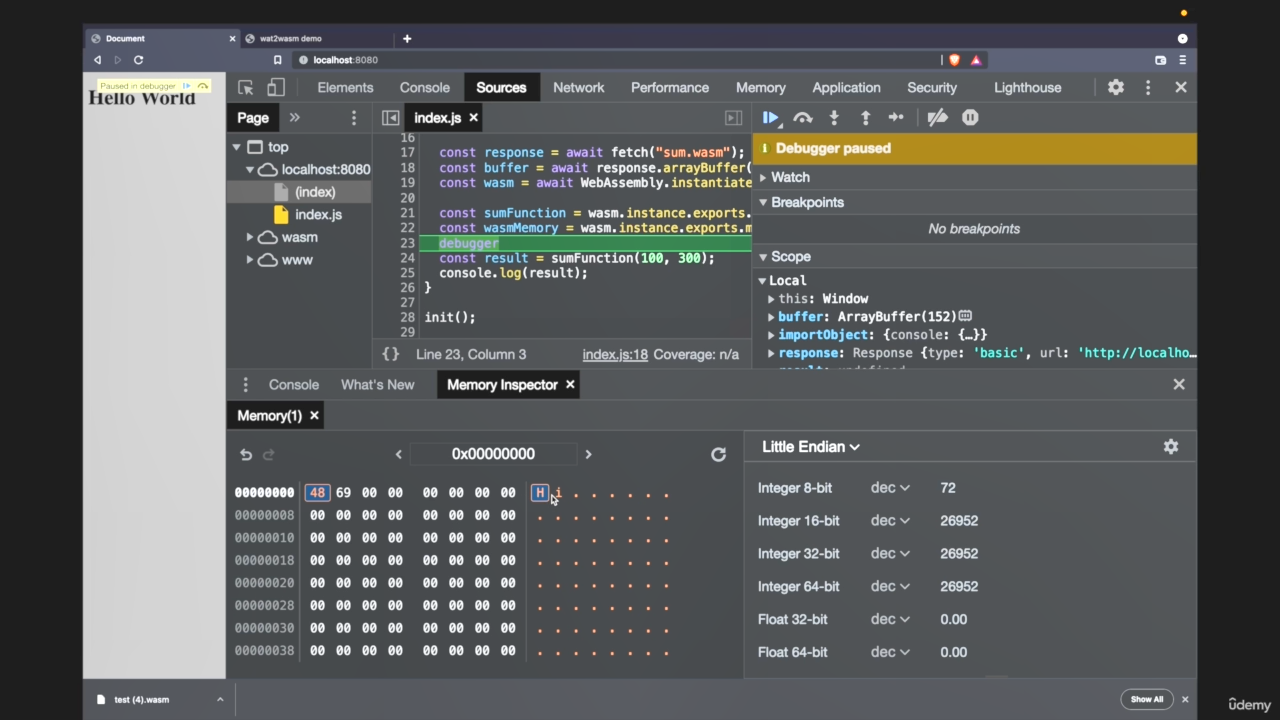 Document
wat2wasm demo
localhost:8080
Paused in debugger
Hello World
Elements Console Sources Network Performance Memory Application Security Lighthouse
Page
index.js
top
localhost:8080
(index)
index.js
wasm
www
16
17 const response = await fetch("sum.wasm");
18 const buffer = await response.arrayBuffer(
19 const wasm = await WebAssembly.instantiate
20
21 const sumFunction = wasm.instance.exports.
22 const wasmMemory = wasm.instance.exports.m
23 debugger
24 const result = sumFunction(100, 300);
25 console.log(result);
26 }
27
28 init();
29
{} Line 23, Column 3 index.js:18 Coverage: n/a
Debugger paused
Watch
Breakpoints
No breakpoints
Scope
Local
this: Window
buffer: ArrayBuffer(152)
importObject: {console: {…}}
response: Response {type: 'basic', url: 'http://localho…
Console What's New Memory Inspector
Memory(1)
0x00000000
00000000 48 69 00 00 00 00 00 00 H i . . . . . .
00000008 00 00 00 00 00 00 00 00 . . . . . . . .
00000010 00 00 00 00 00 00 00 00 . . . . . . . .
00000018 00 00 00 00 00 00 00 00 . . . . . . . .
00000020 00 00 00 00 00 00 00 00 . . . . . . . .
00000028 00 00 00 00 00 00 00 00 . . . . . . . .
00000030 00 00 00 00 00 00 00 00 . . . . . . . .
00000038 00 00 00 00 00 00 00 00 . . . . . . . .
Little Endian
Integer 8-bit dec 72
Integer 16-bit dec 26952
Integer 32-bit dec 26952
Integer 64-bit dec 26952
Float 32-bit dec 0.00
Float 64-bit dec 0.00
test (4).wasm
Show All
ûdemy